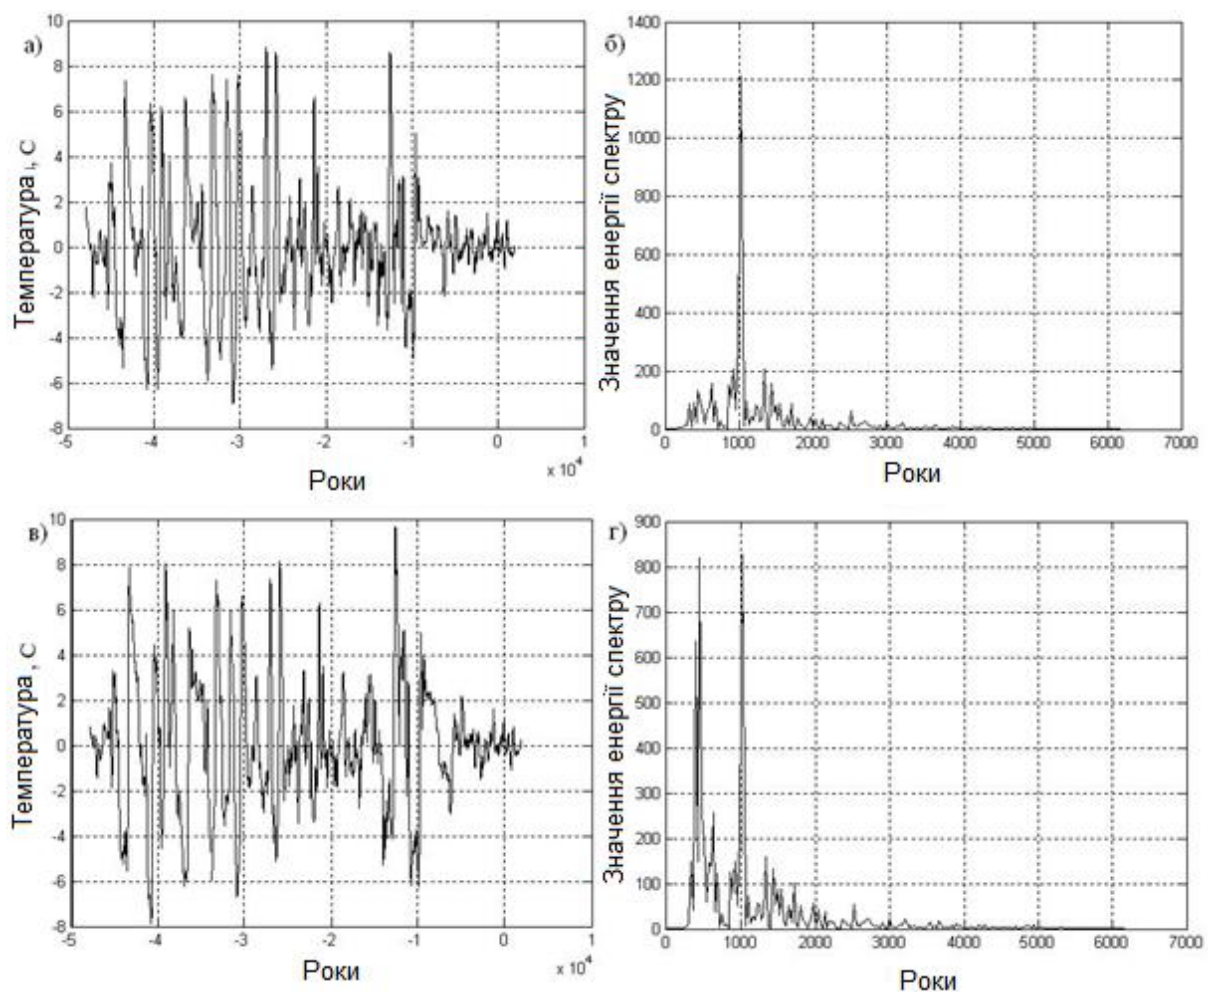 а)
Температура і, С
10
8
6
4
2
0
-2
-4
-6
-8
-5 -4 -3 -2 -1 0 1
x 10⁴
Роки
б)
Значення енергії спектру
1400
1200
1000
800
600
400
200
0
0 1000 2000 3000 4000 5000 6000 7000
Роки
в)
Температура , С
10
8
6
4
2
0
-2
-4
-6
-8
-5 -4 -3 -2 -1 0 1
x 10⁴
Роки
г)
Значення енергії спектру
900
800
700
600
500
400
300
200
100
0
0 1000 2000 3000 4000 5000 6000 7000
Роки